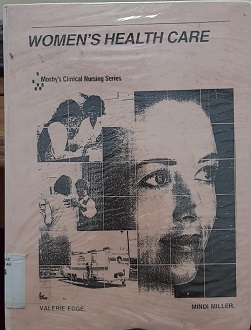 WOMEN'S HEALTH CARE
Mosby's Clinical Nursing Series
VALERIE EDGE.
MINDI MILLER.